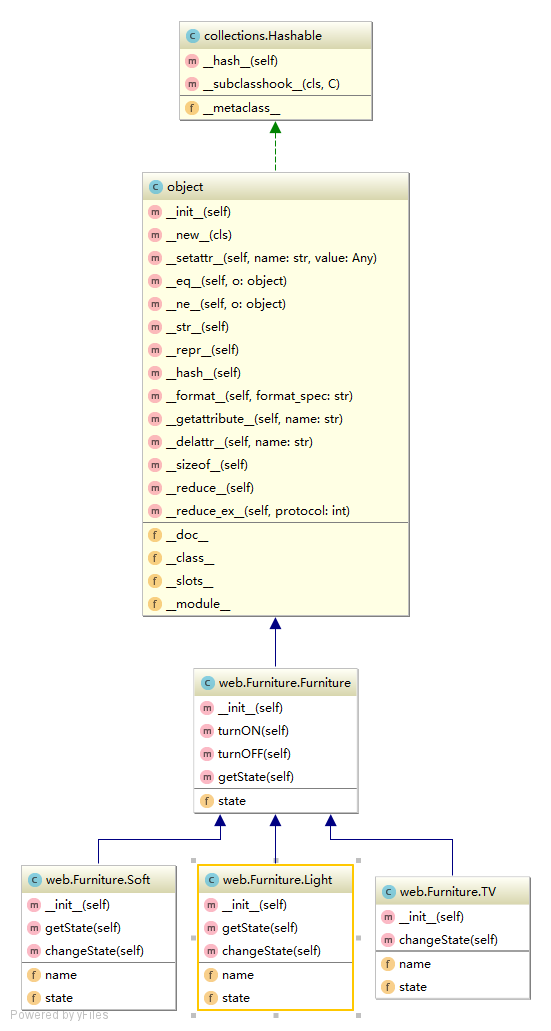 collections.Hashable
__hash__(self)
__subclasshook__(cls, C)
__metaclass__
object
__init__(self)
__new__(cls)
__setattr__(self, name: str, value: Any)
__eq__(self, o: object)
__ne__(self, o: object)
__str__(self)
__repr__(self)
__hash__(self)
__format__(self, format_spec: str)
__getattribute__(self, name: str)
__delattr__(self, name: str)
__sizeof__(self)
__reduce__(self)
__reduce_ex__(self, protocol: int)
__doc__
__class__
__slots__
__module__
web.Furniture.Furniture
__init__(self)
turnON(self)
turnOFF(self)
getState(self)
state
web.Furniture.Soft
__init__(self)
getState(self)
changeState(self)
name
state
web.Furniture.Light
__init__(self)
getState(self)
changeState(self)
name
state
web.Furniture.TV
__init__(self)
changeState(self)
name
state
Powered by yFiles